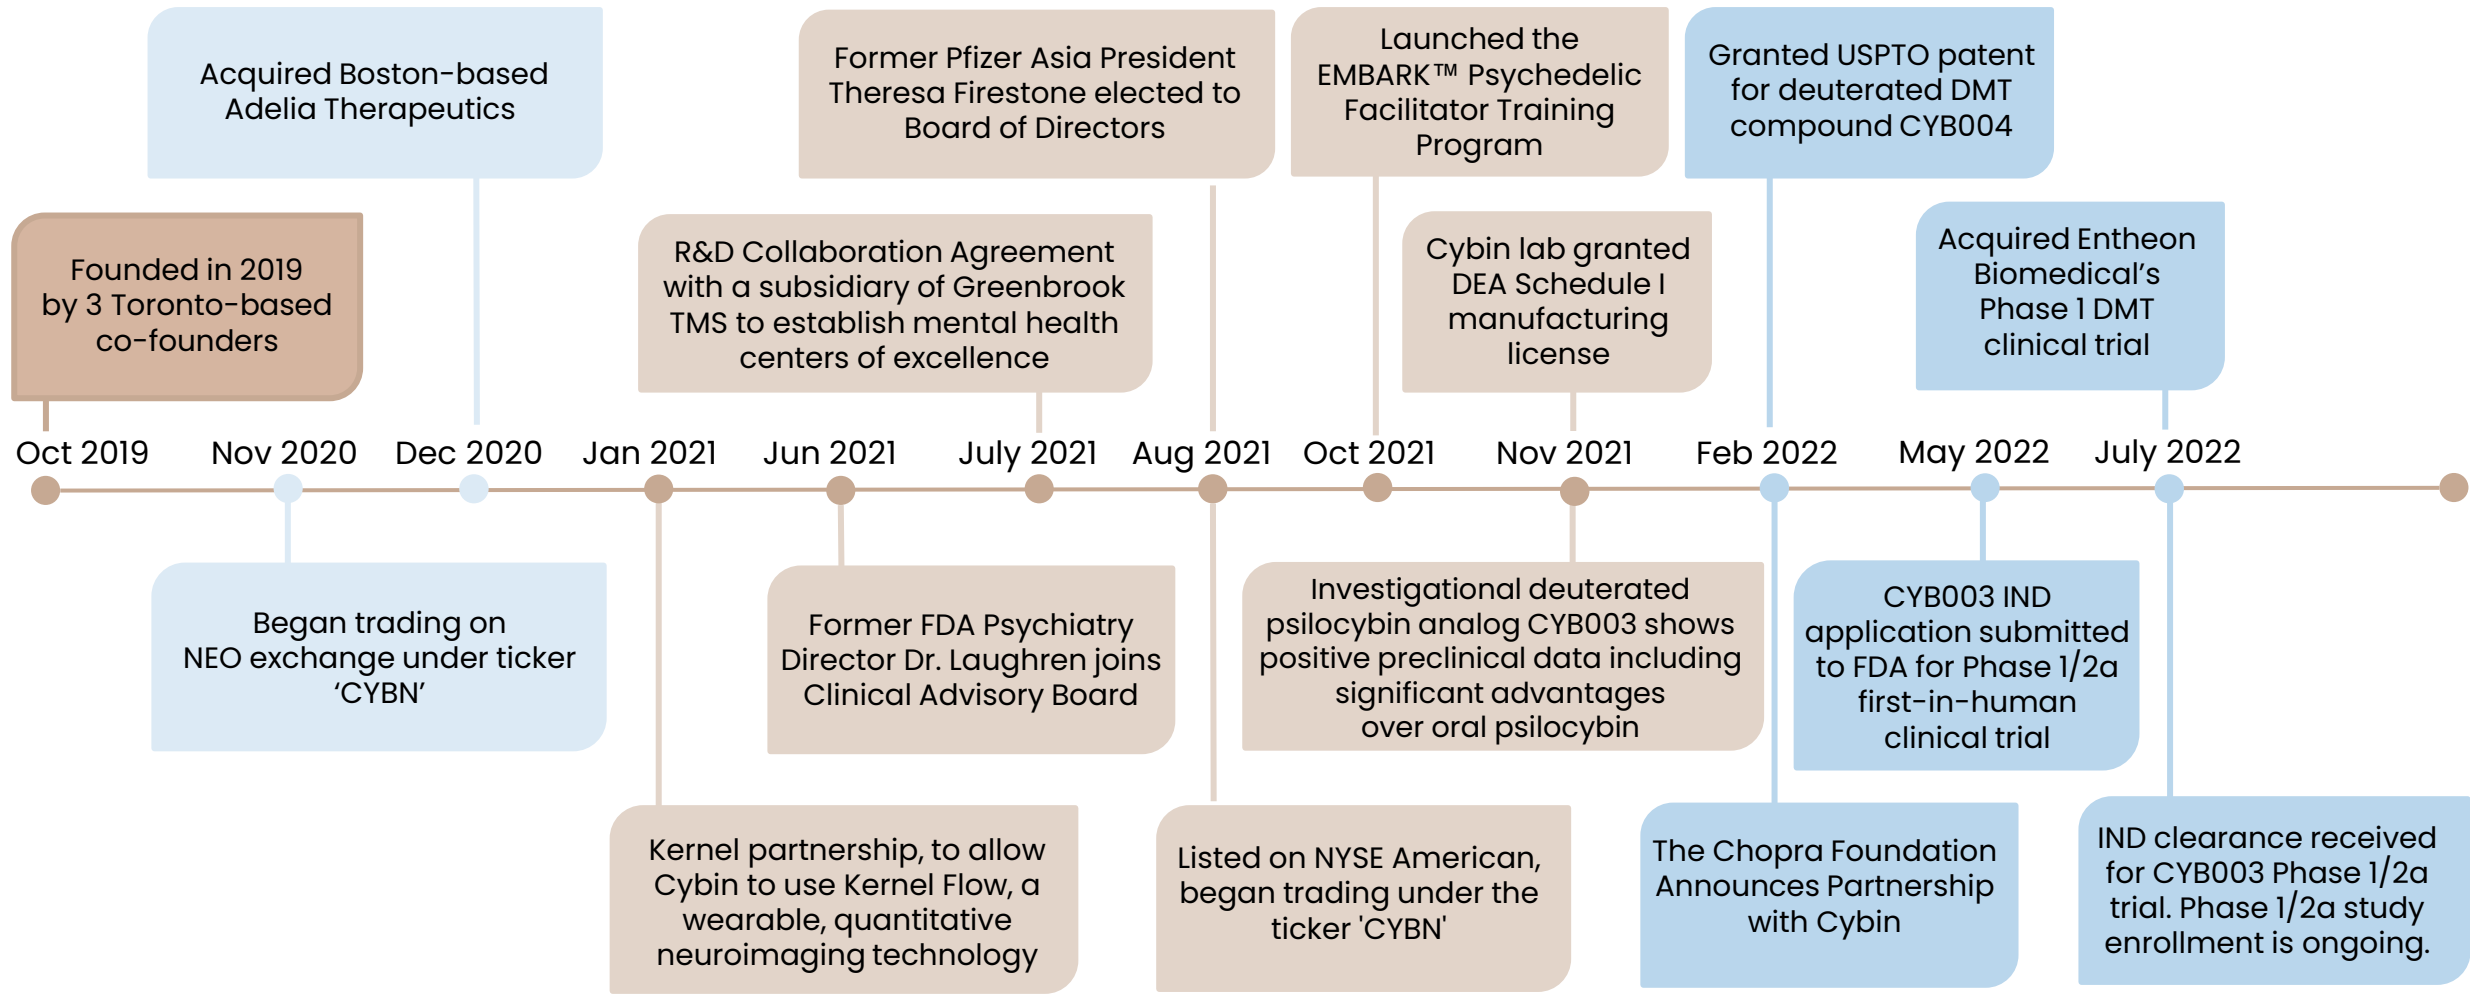 Acquired Boston-based
Adelia Therapeutics
Former Pfizer Asia President
Theresa Firestone elected to
Board of Directors
Launched the
EMBARK™ Psychedelic
Facilitator Training
Program
Granted USPTO patent
for deuterated DMT
compound CYB004
Founded in 2019
by 3 Toronto-based
co-founders
R&D Collaboration Agreement
with a subsidiary of Greenbrook
TMS to establish mental health
centers of excellence
Cybin lab granted
DEA Schedule I
manufacturing
license
Acquired Entheon
Biomedical’s
Phase 1 DMT
clinical trial
Oct 2019 Nov 2020 Dec 2020 Jan 2021 Jun 2021 July 2021 Aug 2021 Oct 2021 Nov 2021 Feb 2022 May 2022 July 2022
Began trading on
NEO exchange under ticker
‘CYBN’
Former FDA Psychiatry
Director Dr. Laughren joins
Clinical Advisory Board
Investigational deuterated
psilocybin analog CYB003 shows
positive preclinical data including
significant advantages
over oral psilocybin
CYB003 IND
application submitted
to FDA for Phase 1/2a
first-in-human
clinical trial
Kernel partnership, to allow
Cybin to use Kernel Flow, a
wearable, quantitative
neuroimaging technology
Listed on NYSE American,
began trading under the
ticker 'CYBN'
The Chopra Foundation
Announces Partnership
with Cybin
IND clearance received
for CYB003 Phase 1/2a
trial. Phase 1/2a study
enrollment is ongoing.